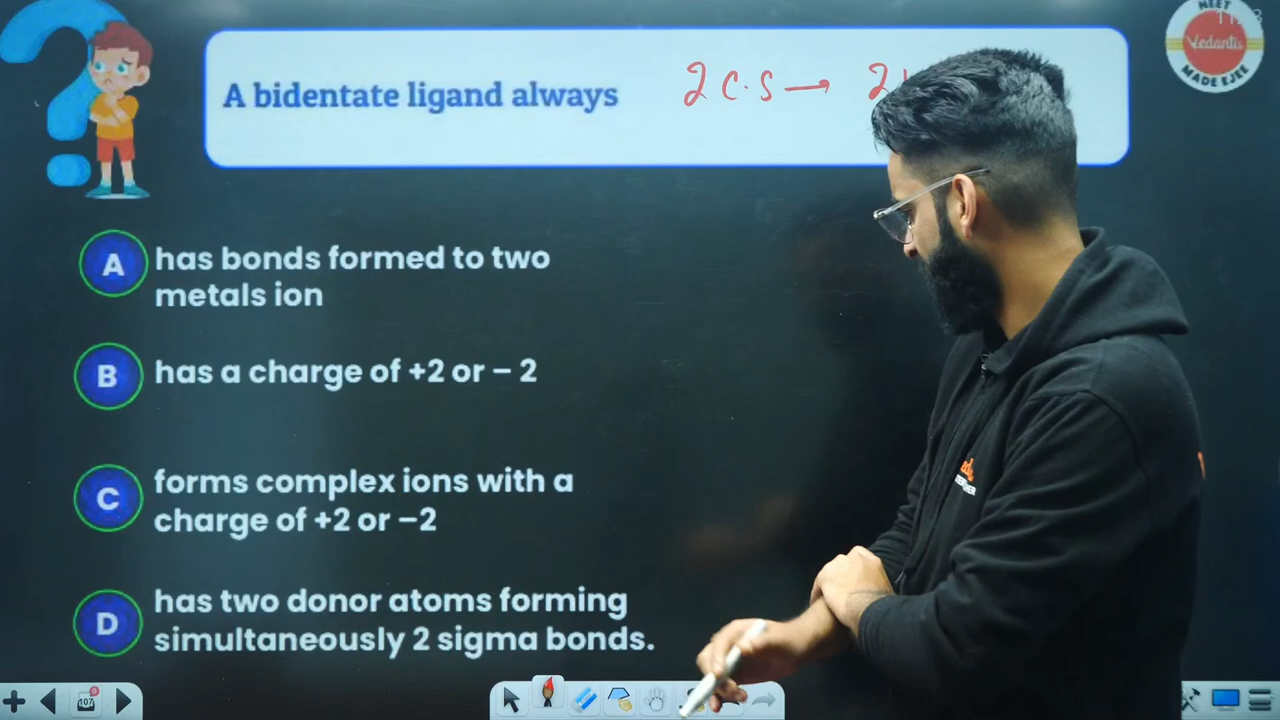 NEET
Vedantu
MADE EJEE
A bidentate ligand always
2 C.S → 2
A
has bonds formed to two
metals ion
B
has a charge of +2 or – 2
C
forms complex ions with a
charge of +2 or –2
D
has two donor atoms forming
simultaneously 2 sigma bonds.
107